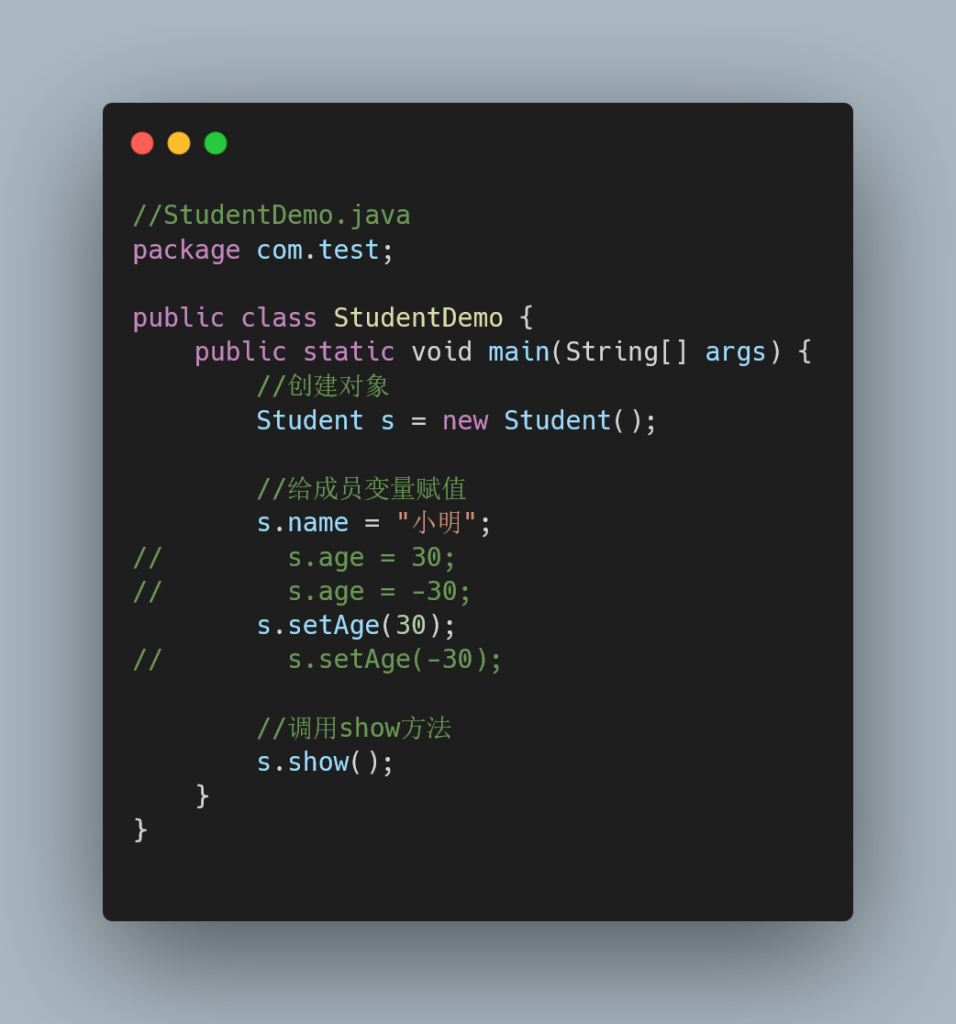 //StudentDemo.java
package com.test;

public class StudentDemo {
    public static void main(String[] args) {
        //创建对象
        Student s = new Student();

        //给成员变量赋值
        s.name = "小明";
//        s.age = 30;
//        s.age = -30;
        s.setAge(30);
//        s.setAge(-30);

        //调用show方法
        s.show();
    }
}